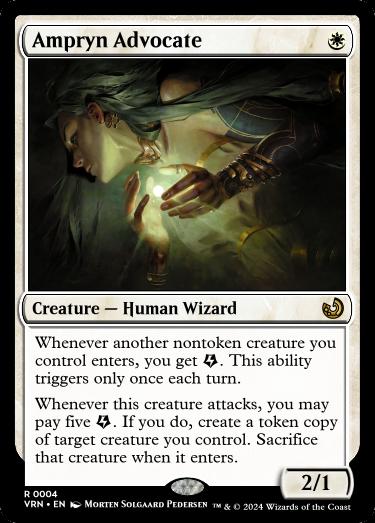 Ampryn Advocate
Creature — Human Wizard
Whenever another nontoken creature you
control enters, you get . This ability
triggers only once each turn.
Whenever this creature attacks, you may
pay five . If you do, create a token copy
of target creature you control. Sacrifice
that creature when it enters.
2/1
R 0004
VRN • EN Morten Solgaard Pedersen ™ & © 2024 Wizards of the Coast